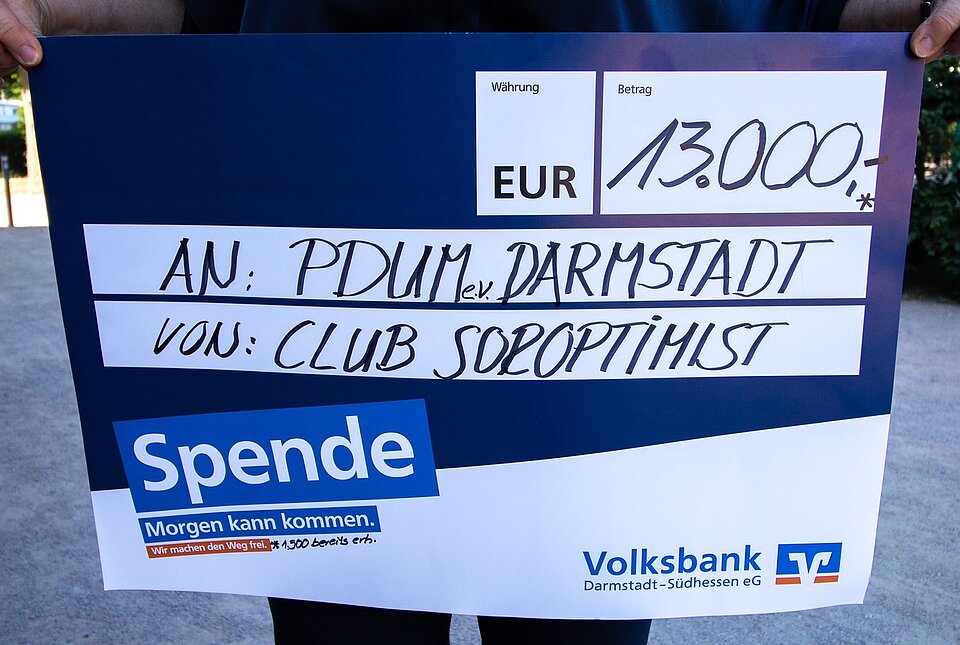 Währung
Betrag
EUR
13.000,-*
AN: PDUM e.V. DARMSTADT
VON: CLUB SOROPTIMIST
Spende
Morgen kann kommen.
Wir machen den Weg frei. *1.500 bereits erh.
Volksbank
Darmstadt-Südhessen eG